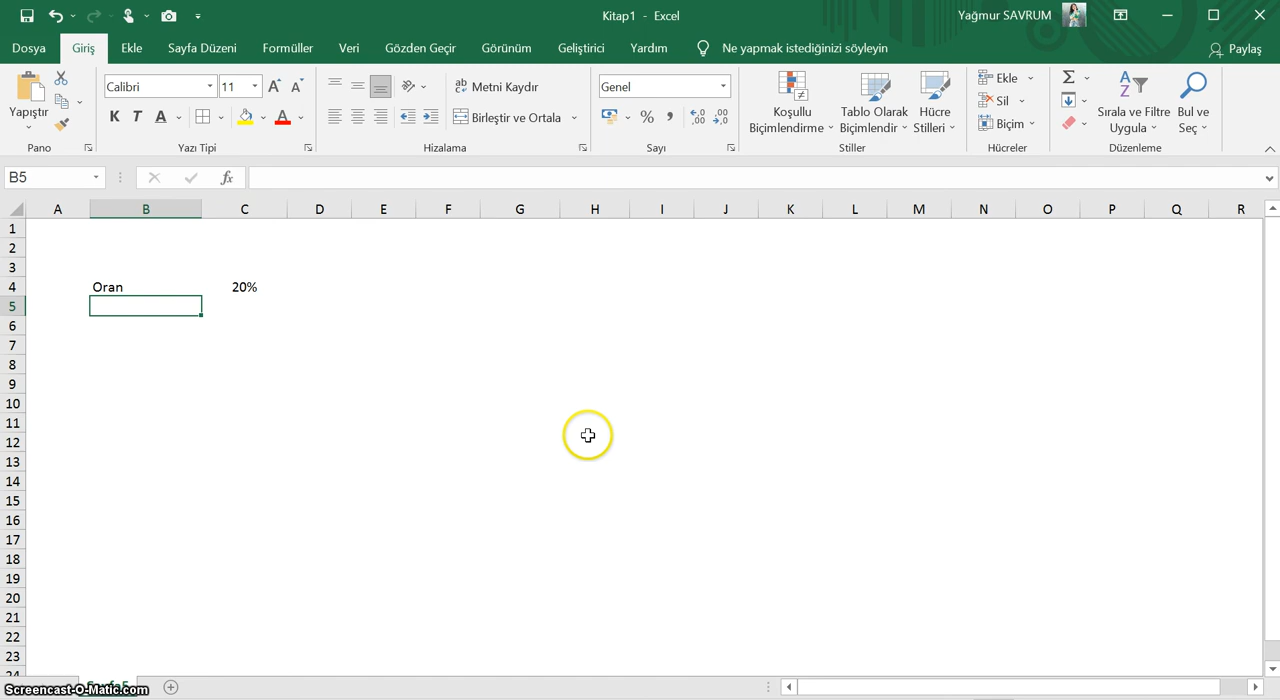 Kitap1 - Excel
Yağmur SAVRUM
Dosya Giriş Ekle Sayfa Düzeni Formüller Veri Gözden Geçir Görünüm Geliştirici Yardım Ne yapmak istediğinizi söyleyin Paylaş
Yapıştır
Pano
Calibri 11
K T A A
Yazı Tipi
Metni Kaydır
Birleştir ve Ortala
Hizalama
Genel
%
Sayı
Koşullu Biçimlendirme
Tablo Olarak Biçimlendir
Hücre Stilleri
Stiller
Ekle
Sil
Biçim
Hücreler
Sırala ve Filtre Uygula
Bul ve Seç
Düzenleme
B5 fx
A B C D E F G H I J K L M N O P Q R
1
2
3
4 Oran 20%
5
6
7
8
9
10
11
12
13
14
15
16
17
18
19
20
21
22
23
24
Screencast-O-Matic.com